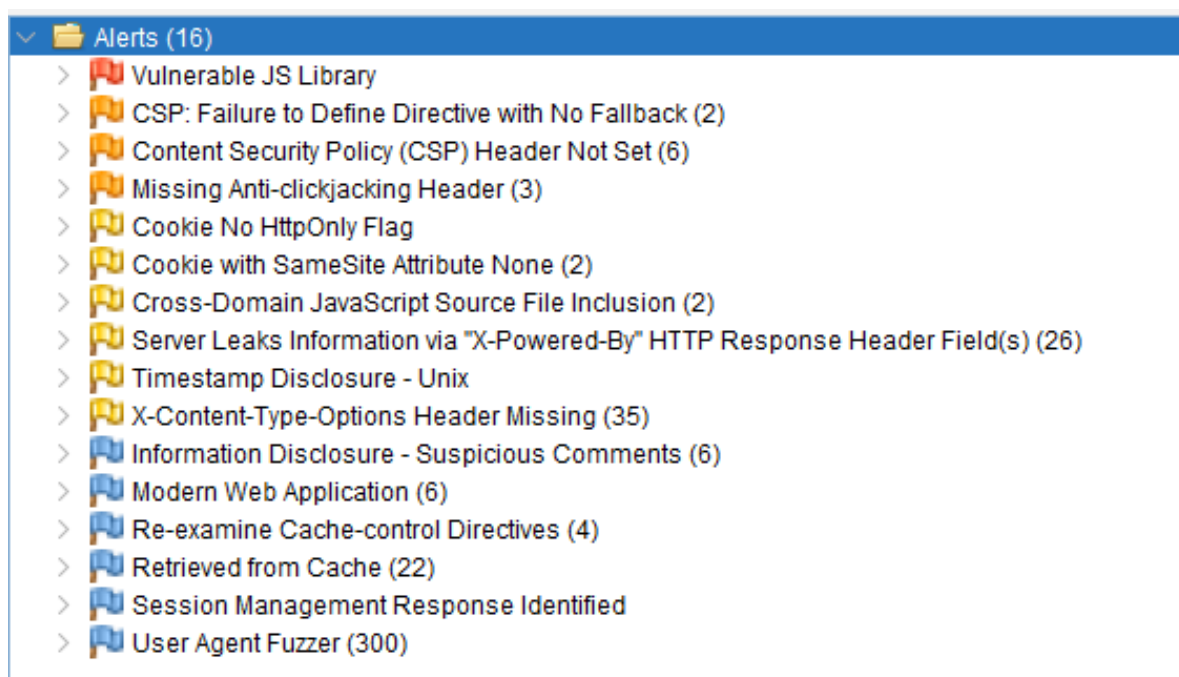 Alerts (16)
Vulnerable JS Library
CSP: Failure to Define Directive with No Fallback (2)
Content Security Policy (CSP) Header Not Set (6)
Missing Anti-clickjacking Header (3)
Cookie No HttpOnly Flag
Cookie with SameSite Attribute None (2)
Cross-Domain JavaScript Source File Inclusion (2)
Server Leaks Information via "X-Powered-By" HTTP Response Header Field(s) (26)
Timestamp Disclosure - Unix
X-Content-Type-Options Header Missing (35)
Information Disclosure - Suspicious Comments (6)
Modern Web Application (6)
Re-examine Cache-control Directives (4)
Retrieved from Cache (22)
Session Management Response Identified
User Agent Fuzzer (300)